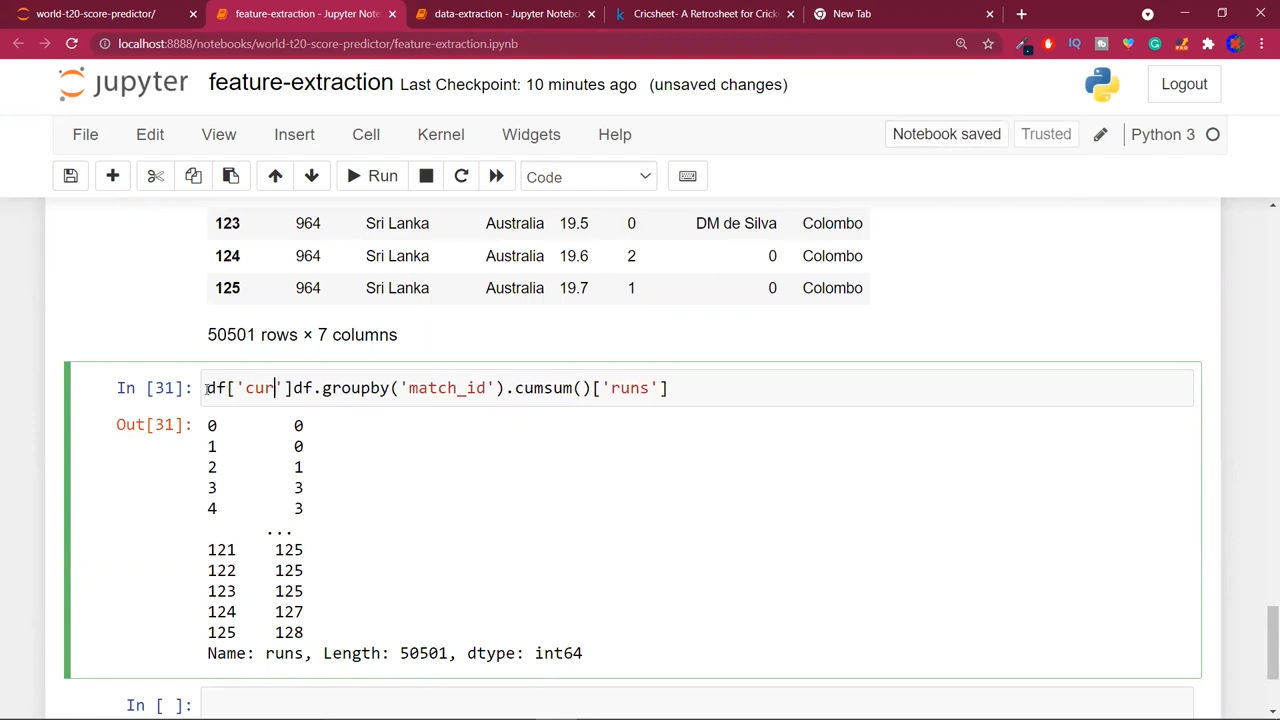 world-t20-score-predictor/
feature-extraction - Jupyter Note
data-extraction - Jupyter Notebo
Cricsheet- A Retrosheet for Crick
New Tab
localhost:8888/notebooks/world-t20-score-predictor/feature-extraction.ipynb
jupyter feature-extraction Last Checkpoint: 10 minutes ago (unsaved changes) Logout
File Edit View Insert Cell Kernel Widgets Help Notebook saved Trusted Python 3
Run Code
123 964 Sri Lanka Australia 19.5 0 DM de Silva Colombo
124 964 Sri Lanka Australia 19.6 2 0 Colombo
125 964 Sri Lanka Australia 19.7 1 0 Colombo
50501 rows × 7 columns
In [31]: df['cur']df.groupby('match_id').cumsum()['runs']
Out[31]: 0 0
1 0
2 1
3 3
4 3
...
121 125
122 125
123 125
124 127
125 128
Name: runs, Length: 50501, dtype: int64
In [ ]: